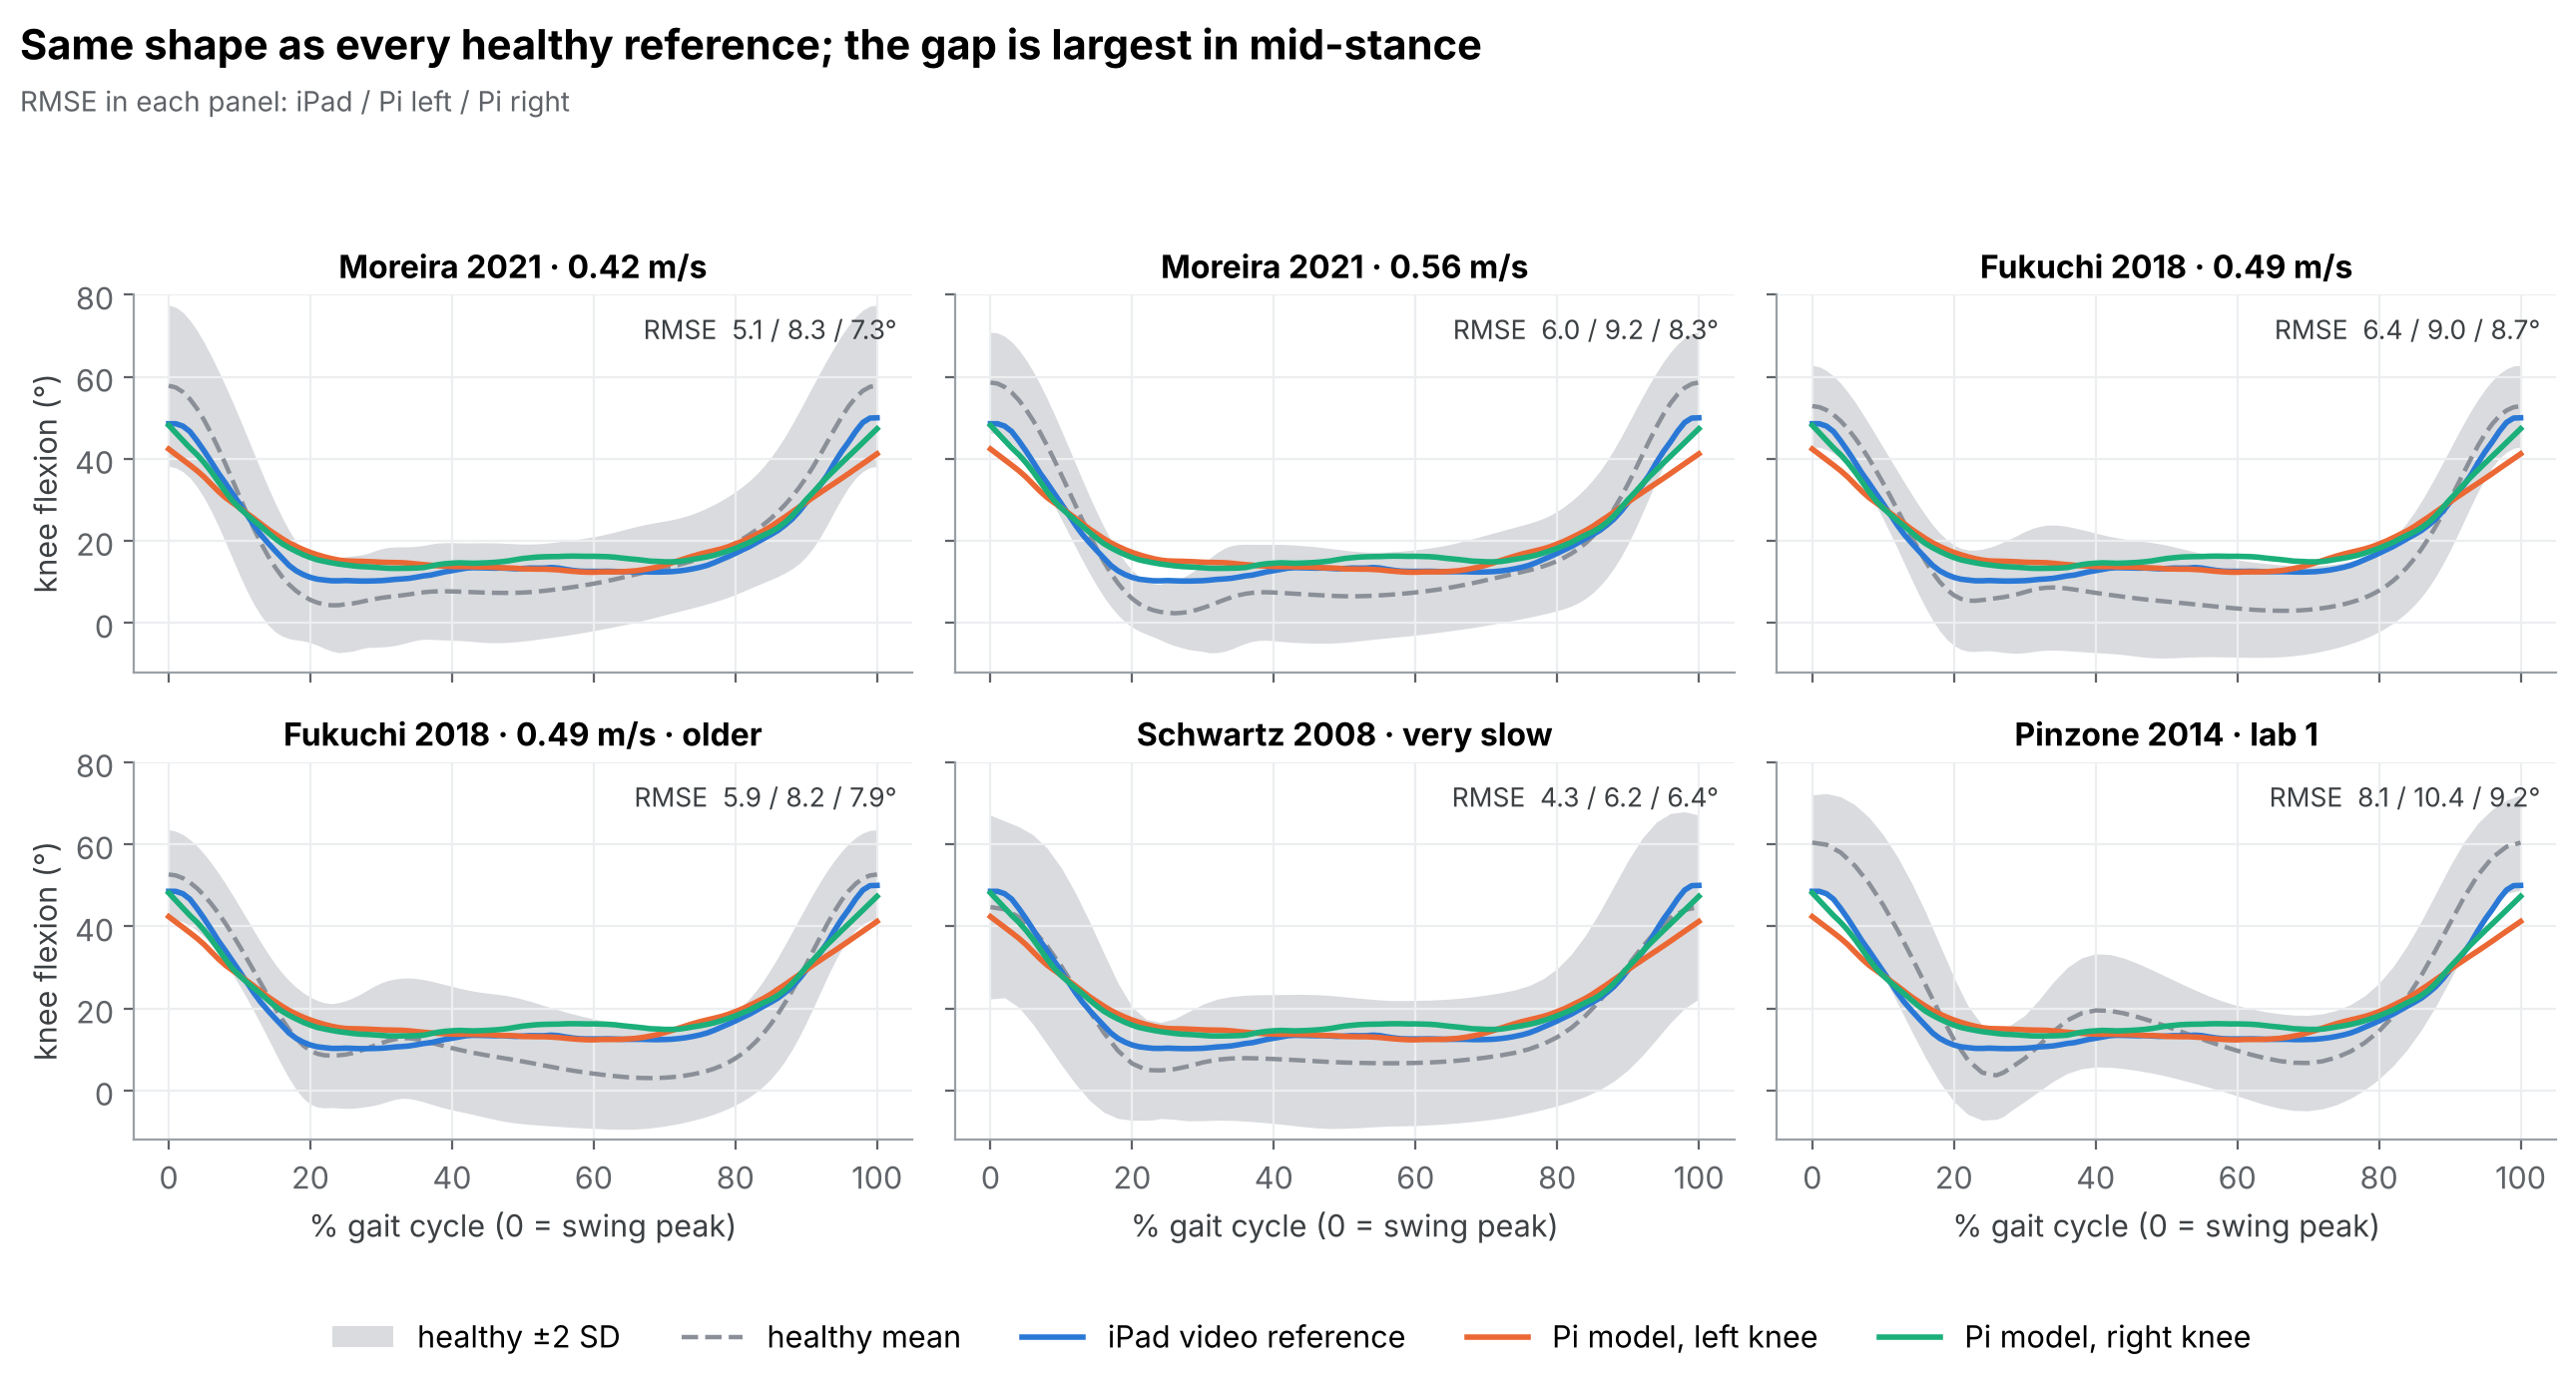 Same shape as every healthy reference; the gap is largest in mid-stance
RMSE in each panel: iPad / Pi left / Pi right
Moreira 2021 · 0.42 m/s
Moreira 2021 · 0.56 m/s
Fukuchi 2018 · 0.49 m/s
knee flexion (°)
80
60
40
20
0
RMSE 5.1 / 8.3 / 7.3°
RMSE 6.0 / 9.2 / 8.3°
RMSE 6.4 / 9.0 / 8.7°
Fukuchi 2018 · 0.49 m/s · older
Schwartz 2008 · very slow
Pinzone 2014 · lab 1
knee flexion (°)
80
60
40
20
0
RMSE 5.9 / 8.2 / 7.9°
RMSE 4.3 / 6.2 / 6.4°
RMSE 8.1 / 10.4 / 9.2°
0 20 40 60 80 100
0 20 40 60 80 100
0 20 40 60 80 100
% gait cycle (0 = swing peak)
% gait cycle (0 = swing peak)
% gait cycle (0 = swing peak)
healthy ±2 SD
healthy mean
iPad video reference
Pi model, left knee
Pi model, right knee